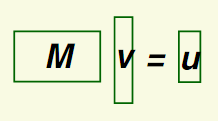 M v = u